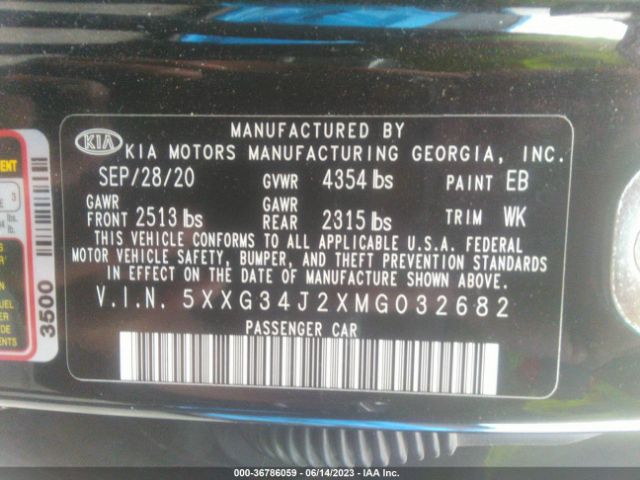 MANUFACTURED BY
KIA KIA MOTORS MANUFACTURING GEORGIA, INC.
SEP/28/20 GVWR 4354 lbs PAINT EB
GAWR FRONT 2513 lbs GAWR REAR 2315 lbs TRIM WK
THIS VEHICLE CONFORMS TO ALL APPLICABLE U.S.A. FEDERAL
MOTOR VEHICLE SAFETY, BUMPER, AND THEFT PREVENTION STANDARDS
IN EFFECT ON THE DATE OF MANUFACTURE SHOWN ABOVE.
V.I.N. 5XXG34J2XMG032682
PASSENGER CAR
3500
000-36786059 - 06/14/2023 - IAA Inc.